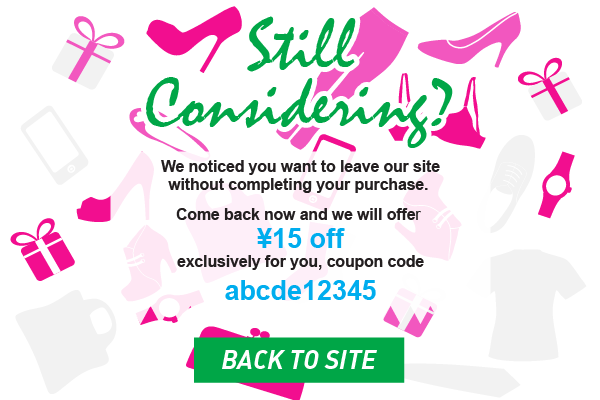 Still
Considering?
We noticed you want to leave our site
without completing your purchase.
Come back now and we will offer
¥15 off
exclusively for you, coupon code
abcde12345
BACK TO SITE